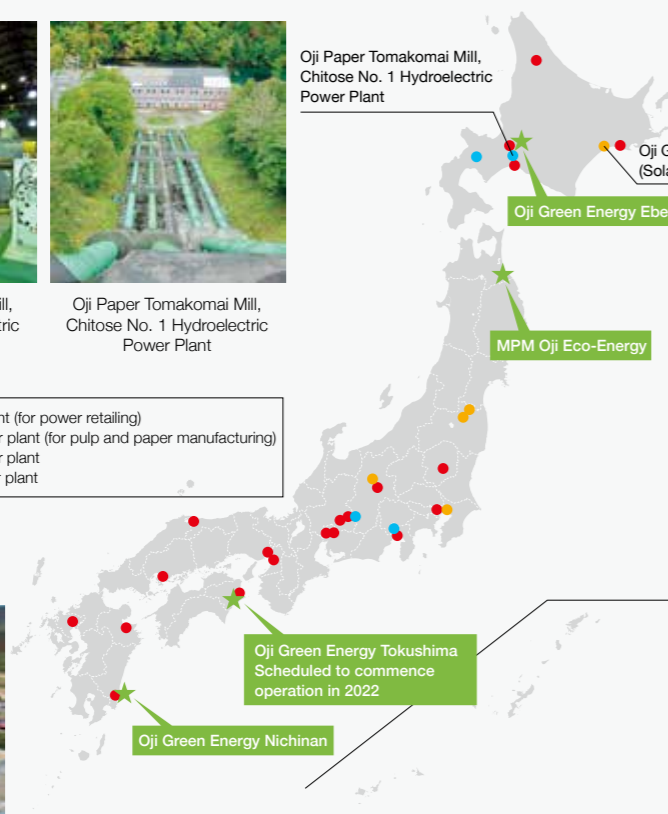 Oji Paper Tomakomai Mill,
Chitose No. 1 Hydroelectric
Power Plant
Oji
(Sola
Oji Green Energy Ebe
ill,
tric
Oji Paper Tomakomai Mill,
Chitose No. 1 Hydroelectric
Power Plant
MPM Oji Eco-Energy
nt (for power retailing)
r plant (for pulp and paper manufacturing)
r plant
plant
Oji Green Energy Tokushima
Scheduled to commence
operation in 2022
Oji Green Energy Nichinan